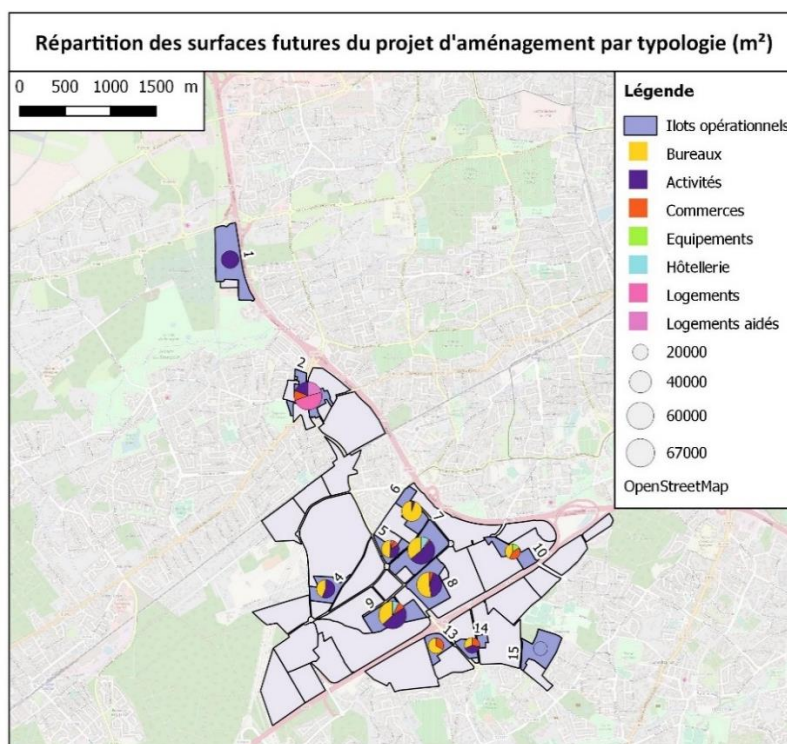 Répartition des surfaces futures du projet d'aménagement par typologie (m²)
0 500 1000 1500 m
Légende
Ilots opérationnels
Bureaux
Activités
Commerces
Equipements
Hôtellerie
Logements
Logements aidés
20000
40000
60000
67000
OpenStreetMap
1
2
6
7
5
10
4
8
9
13
14
15